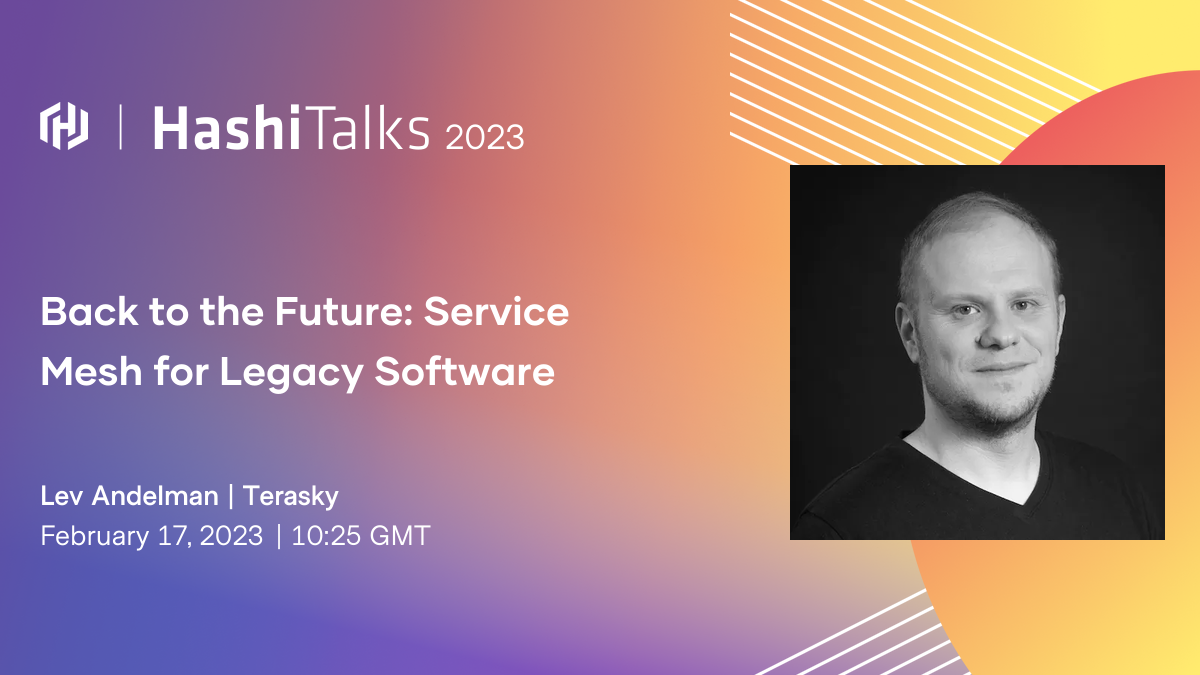 HashiTalks 2023
Back to the Future: Service
Mesh for Legacy Software
Lev Andelman | Terasky
February 17, 2023 | 10:25 GMT